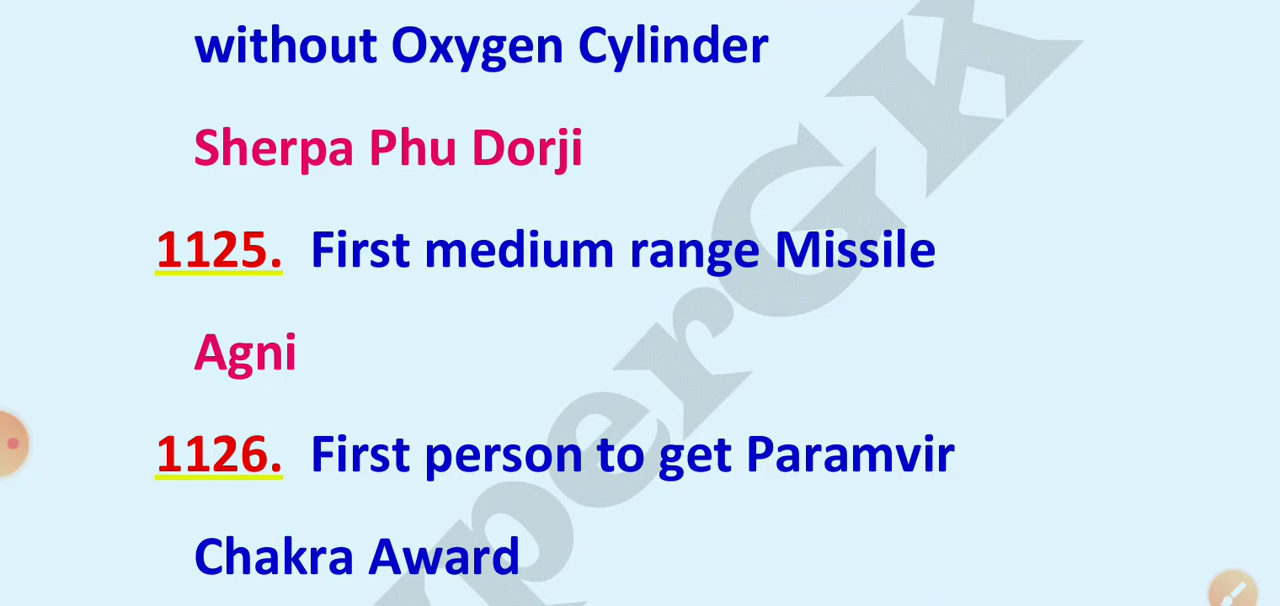 without Oxygen Cylinder
Sherpa Phu Dorji
1125. First medium range Missile
Agni
1126. First person to get Paramvir
Chakra Award
perGK